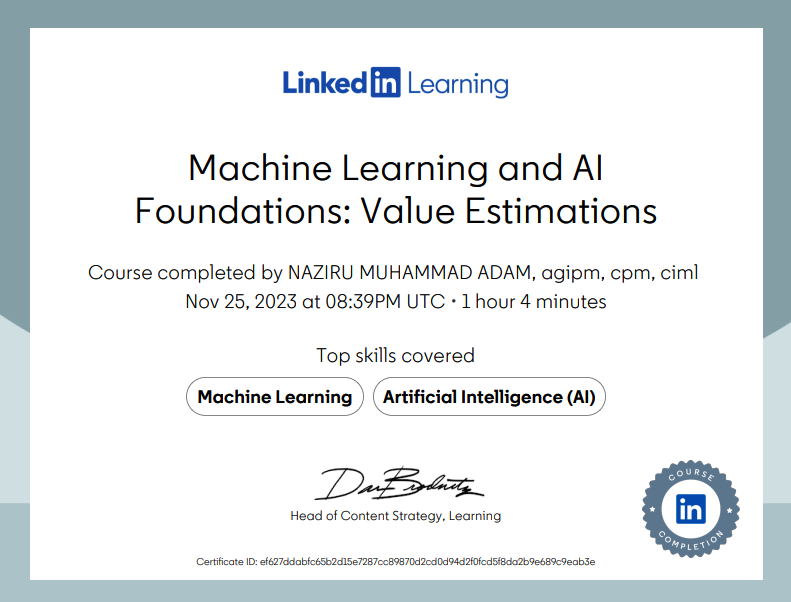 Linked in Learning
Machine Learning and AI
Foundations: Value Estimations
Course completed by NAZIRU MUHAMMAD ADAM, agipm, cpm, ciml
Nov 25, 2023 at 08:39PM UTC • 1 hour 4 minutes
Top skills covered
Machine Learning
Artificial Intelligence (AI)
Head of Content Strategy, Learning
COURSE
in
COMPLETION
Certificate ID: ef627ddabfc65b2d15e7287cc89870d2cd0d94d2f0fcd5f8da2b9e689c9eab3e